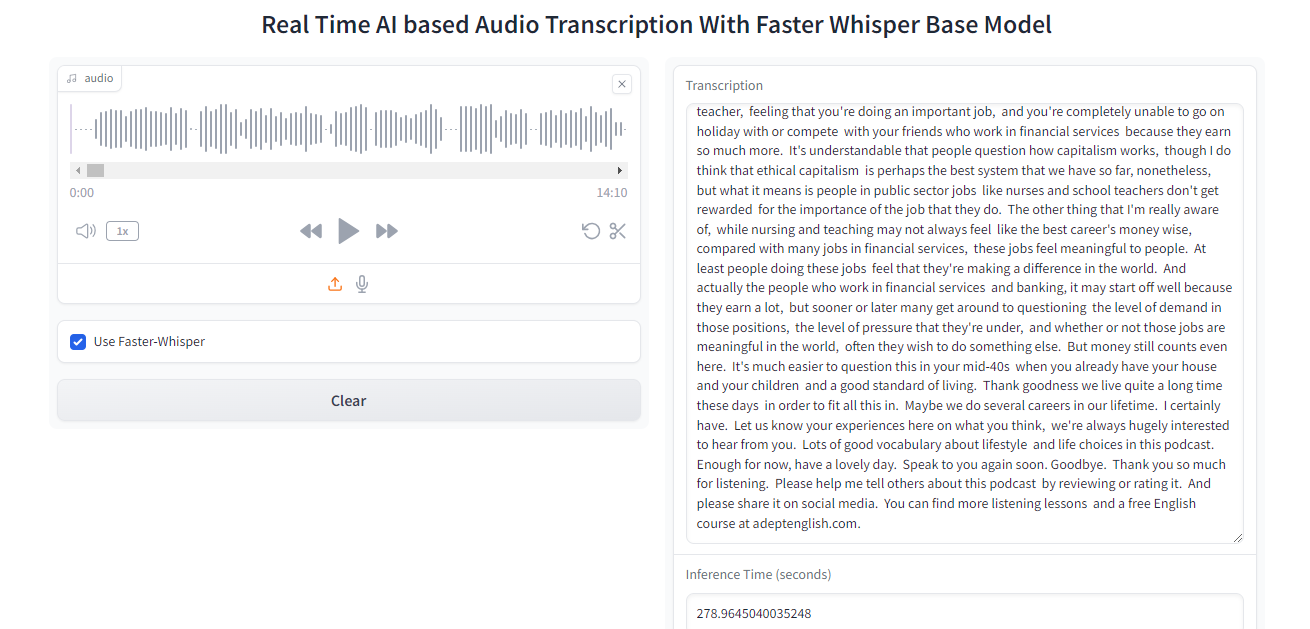 Real Time AI based Audio Transcription With Faster Whisper Base Model
audio
0:00
14:10
1x
Use Faster-Whisper
Clear
Transcription
teacher, feeling that you're doing an important job, and you're completely unable to go on
holiday with or compete with your friends who work in financial services because they earn
so much more. It's understandable that people question how capitalism works, though I do
think that ethical capitalism is perhaps the best system that we have so far, nonetheless,
but what it means is people in public sector jobs like nurses and school teachers don't get
rewarded for the importance of the job that they do. The other thing that I'm really aware
of, while nursing and teaching may not always feel like the best career's money wise,
compared with many jobs in financial services, these jobs feel meaningful to people. At
least people doing these jobs feel that they're making a difference in the world. And
actually the people who work in financial services and banking, it may start off well because
they earn a lot, but sooner or later many get around to questioning the level of demand in
those positions, the level of pressure that they're under, and whether or not those jobs are
meaningful in the world, often they wish to do something else. But money still counts even
here. It's much easier to question this in your mid-40s when you already have your house
and your children and a good standard of living. Thank goodness we live quite a long time
these days in order to fit all this in. Maybe we do several careers in our lifetime. I certainly
have. Let us know your experiences here on what you think, we're always hugely interested
to hear from you. Lots of good vocabulary about lifestyle and life choices in this podcast.
Enough for now, have a lovely day. Speak to you again soon. Goodbye. Thank you so much
for listening. Please help me tell others about this podcast by reviewing or rating it. And
please share it on social media. You can find more listening lessons and a free English
course at adeptenglish.com.
Inference Time (seconds)
278.9645040035248